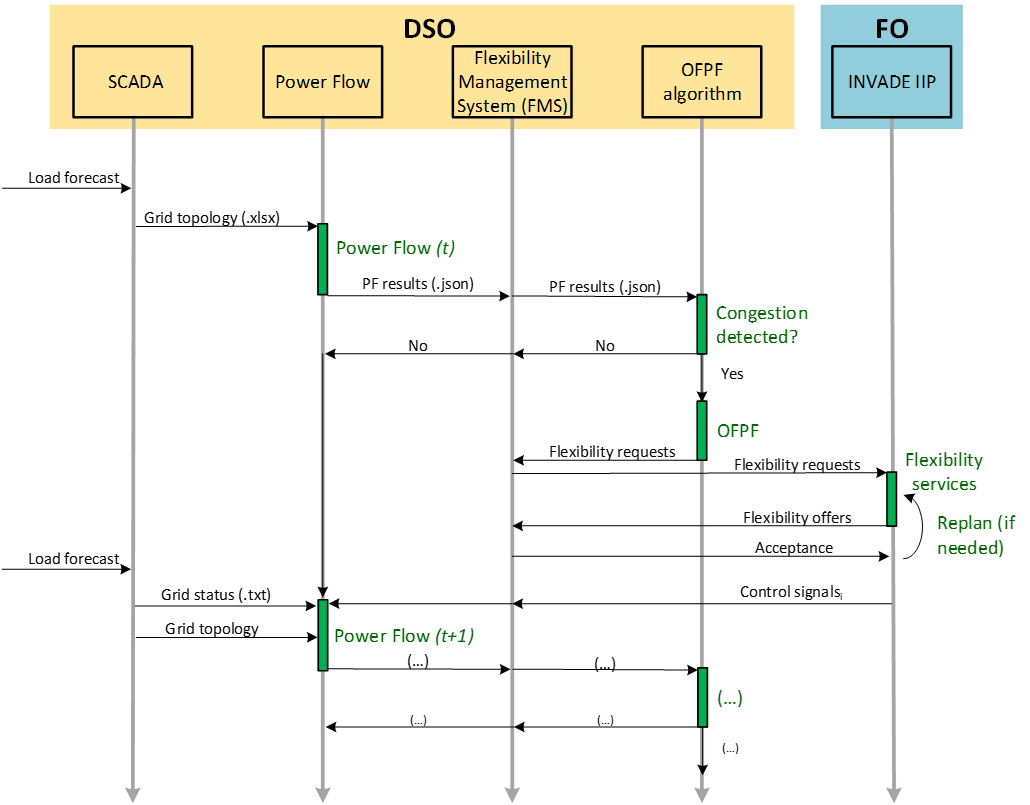 DSO
FO
SCADA
Power Flow
Flexibility
Management
System (FMS)
OFPF
algorithm
INVADE IIP
Load forecast
Grid topology (.xlsx)
Power Flow (t)
PF results (.json)
PF results (.json)
Congestion
detected?
No
No
Yes
OFPF
Flexibility requests
Flexibility requests
Flexibility
services
Flexibility offers
Replan (if
needed)
Acceptance
Load forecast
Grid status (.txt)
Control signalsi
Grid topology
Power Flow (t+1)
(...)
(...)
(...)
(...)
(...)
(...)